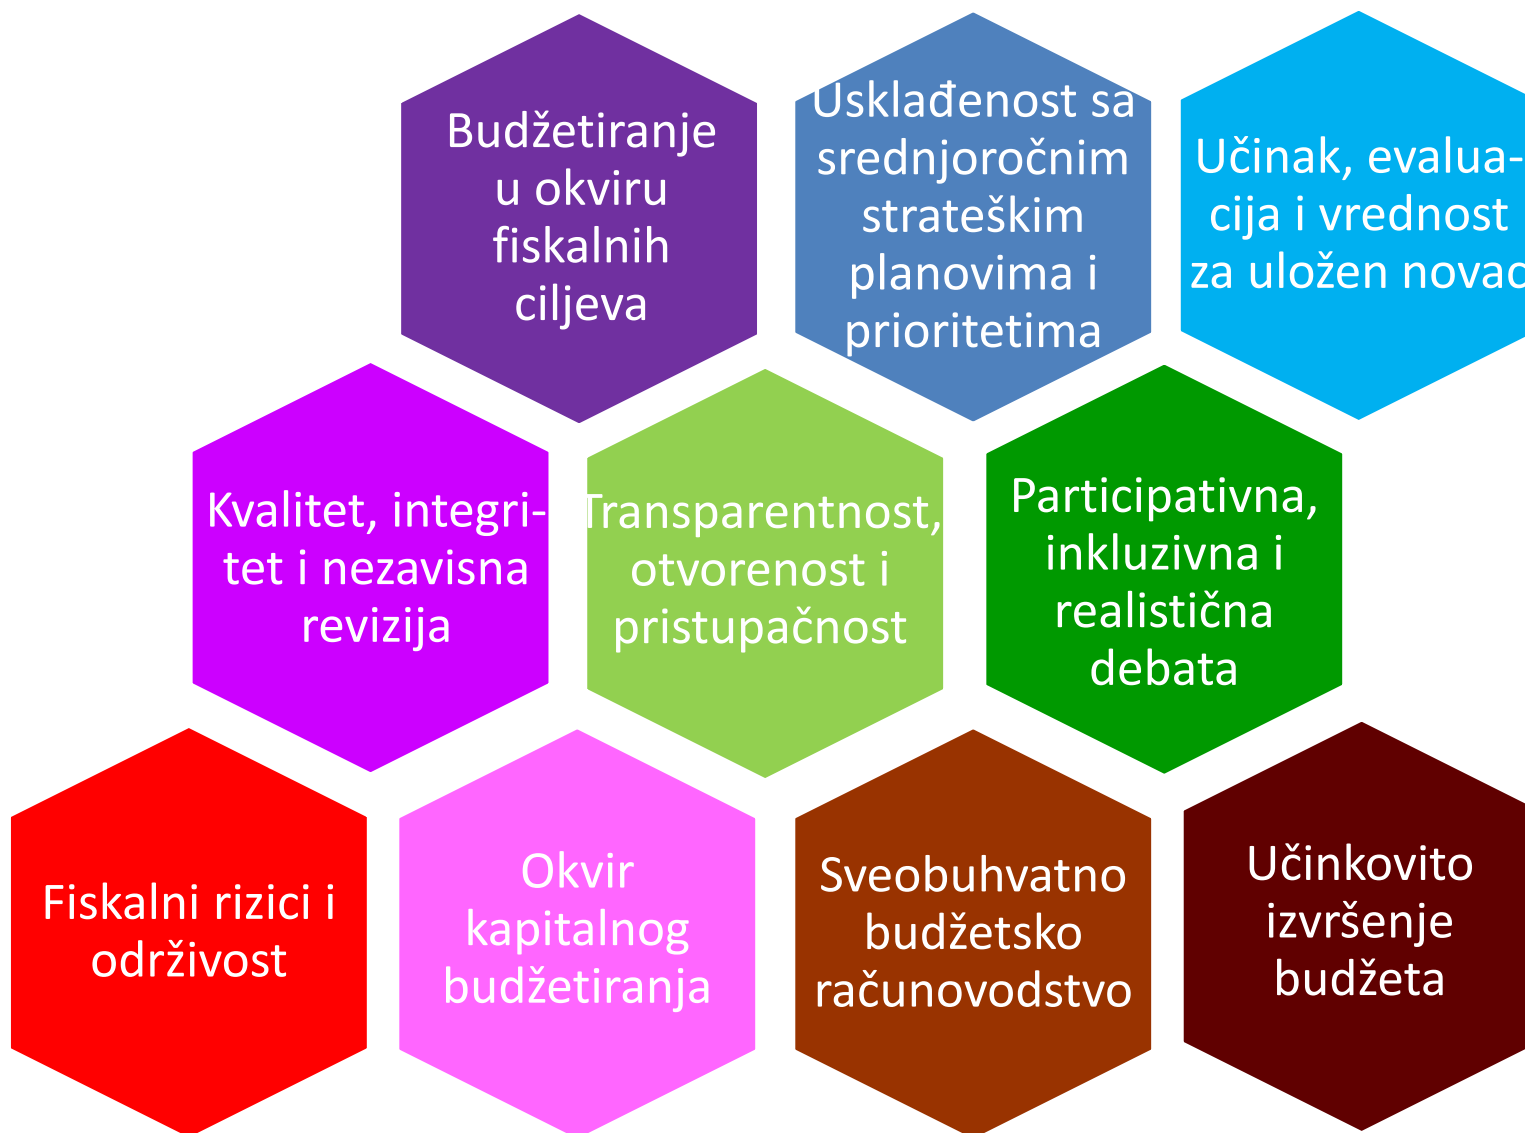 Budžetiranje
u okviru
fiskalnih
ciljeva
Usklađenost sa
srednjoročnim
strateškim
planovima i
prioritetima
Učinak, evalua-
cija i vrednost
za uložen novac
Kvalitet, integri-
tet i nezavisna
revizija
Transparentnost,
otvorenost i
pristupačnost
Participativna,
inkluzivna i
realistična
debata
Fiskalni rizici i
održivost
Okvir
kapitalnog
budžetiranja
Sveobuhvatno
budžetsko
računovodstvo
Učinkovito
izvršenje
budžeta